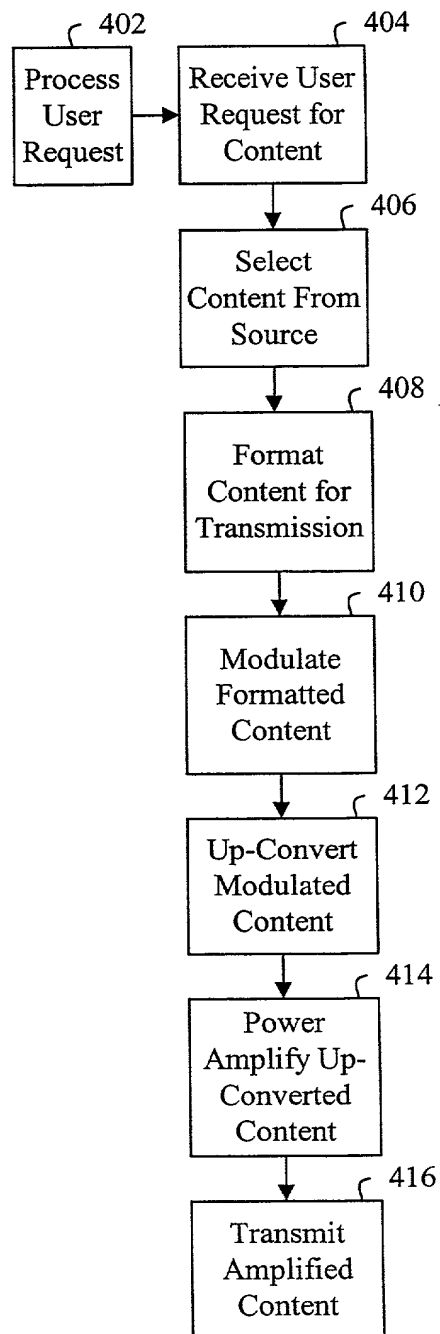 402
Process
User
Request
404
Receive User
Request for
Content
406
Select
Content From
Source
408
Format
Content for
Transmission
410
Modulate
Formatted
Content
412
Up-Convert
Modulated
Content
414
Power
Amplify Up-
Converted
Content
416
Transmit
Amplified
Content